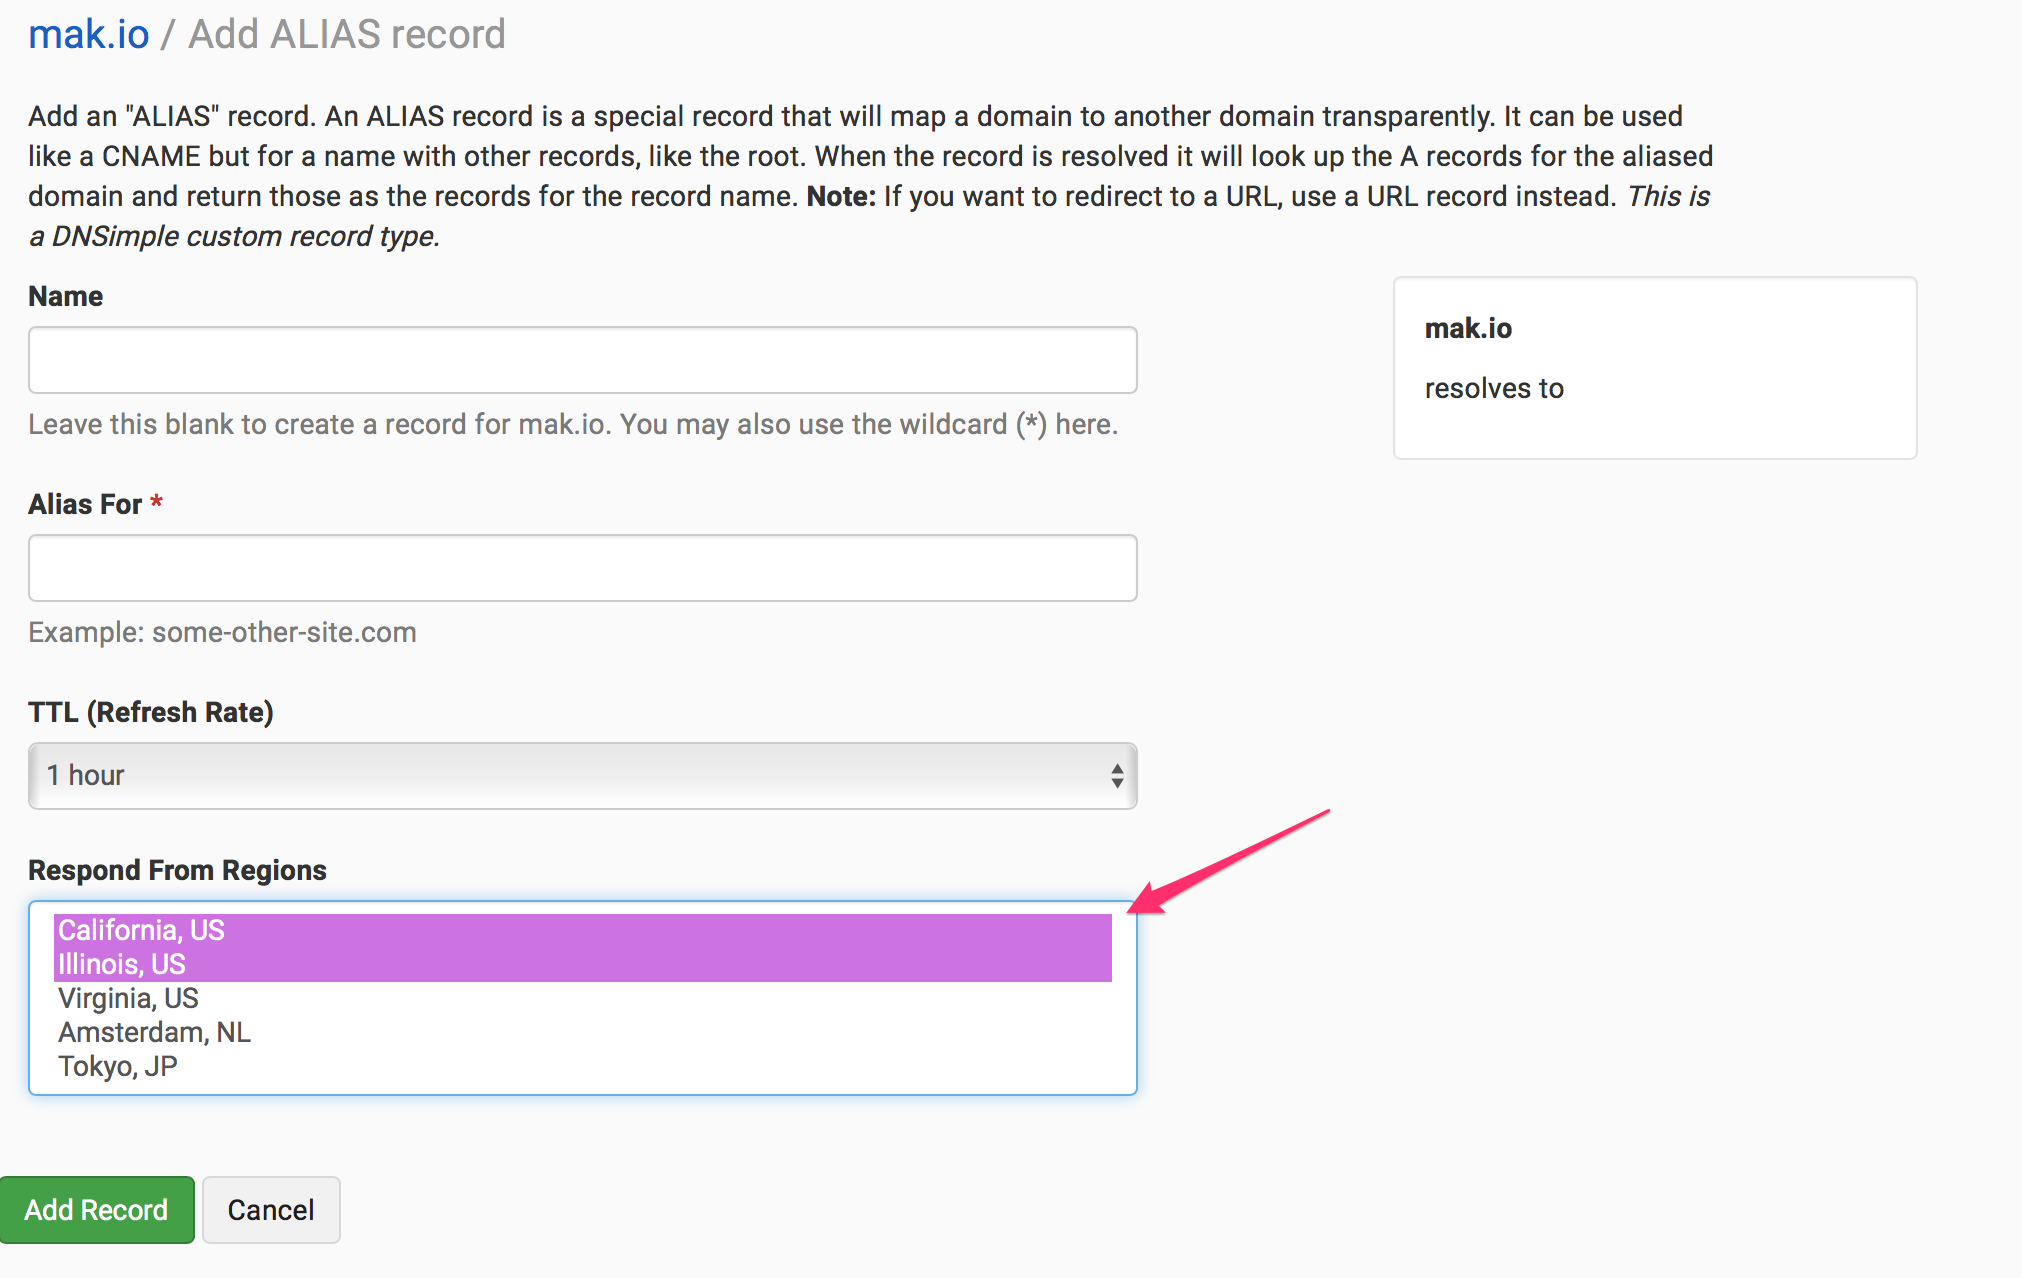 mak.io / Add ALIAS record
Add an "ALIAS" record. An ALIAS record is a special record that will map a domain to another domain transparently. It can be used
like a CNAME but for a name with other records, like the root. When the record is resolved it will look up the A records for the aliased
domain and return those as the records for the record name. Note: If you want to redirect to a URL, use a URL record instead. This is
a DNSimple custom record type.
Name
Leave this blank to create a record for mak.io. You may also use the wildcard (*) here.
mak.io
resolves to
Alias For *
Example: some-other-site.com
TTL (Refresh Rate)
1 hour
Respond From Regions
California, US
Illinois, US
Virginia, US
Amsterdam, NL
Tokyo, JP
Add Record
Cancel